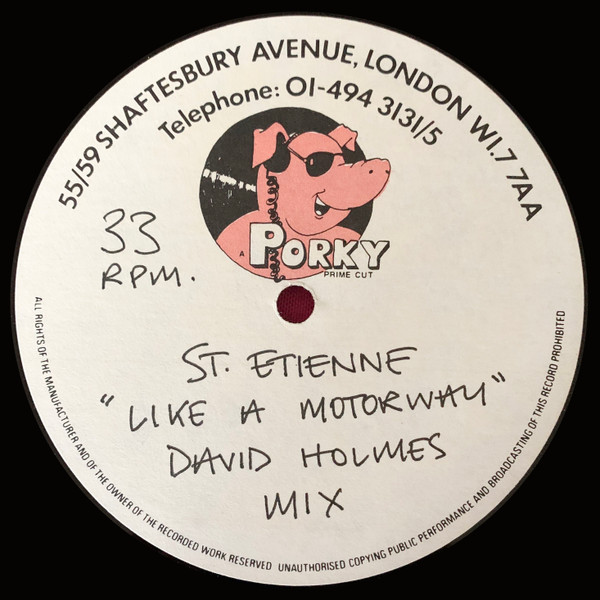 55/59 SHAFTESBURY AVENUE, LONDON W1.7 7AA
Telephone: 01-494 3131/5
A PORKY
PRIME CUT
33
RPM.
ST. ETIENNE
"LIKE A MOTORWAY"
DAVID HOLMES
MIX
ALL RIGHTS OF THE MANUFACTURER AND OF THE OWNER OF THE RECORDED WORK RESERVED UNAUTHORISED COPYING PUBLIC PERFORMANCE AND BROADCASTING OF THIS RECORD PROHIBITED